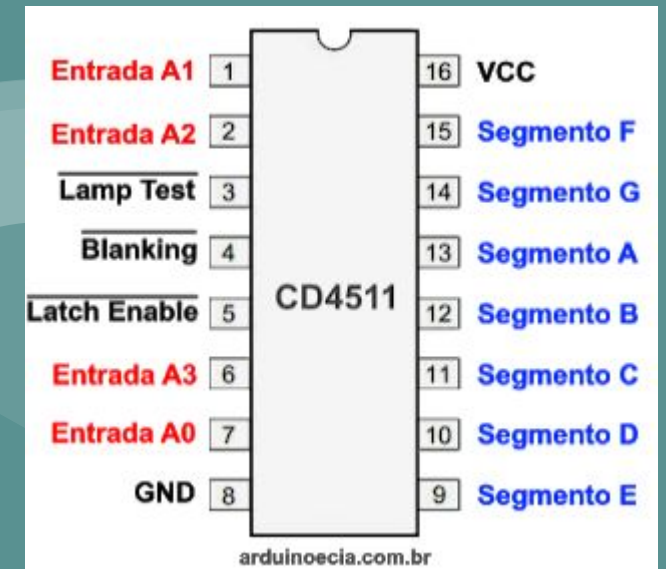 Entrada A1 1 16 VCC
Entrada A2 2 15 Segmento F
Lamp Test 3 14 Segmento G
Blanking 4 13 Segmento A
CD4511
Latch Enable 5 12 Segmento B
Entrada A3 6 11 Segmento C
Entrada A0 7 10 Segmento D
GND 8 9 Segmento E
arduinoecia.com.br